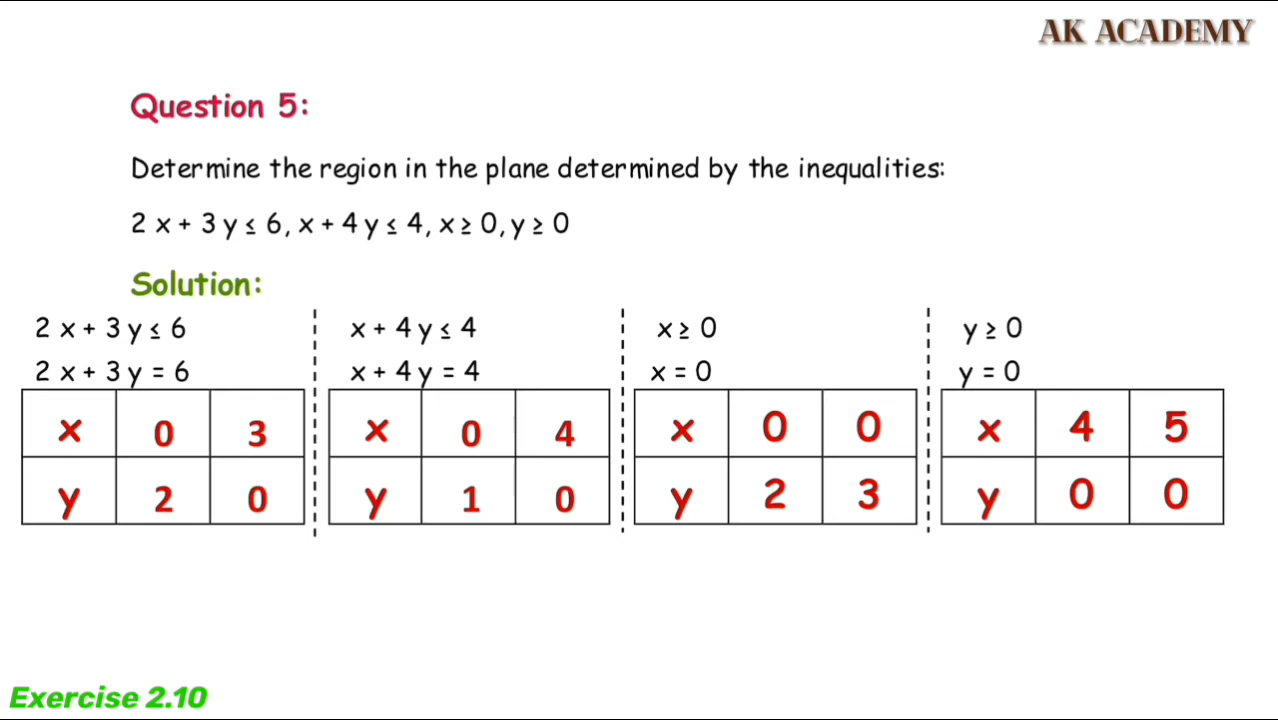 AK ACADEMY
Question 5:
Determine the region in the plane determined by the inequalities:
2 x + 3 y ≤ 6, x + 4 y ≤ 4, x ≥ 0, y ≥ 0
Solution:
2 x + 3 y ≤ 6
2 x + 3 y = 6
x 0 3
y 2 0
x + 4 y ≤ 4
x + 4 y = 4
x 0 4
y 1 0
x ≥ 0
x = 0
x 0 0
y 2 3
y ≥ 0
y = 0
x 4 5
y 0 0
Exercise 2.10